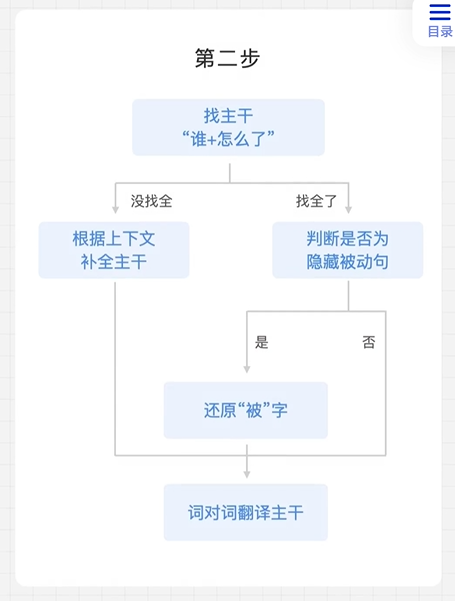 目录
第二步
找主干
“谁+怎么了”
没找全
找全了
根据上下文
补全主干
判断是否为
隐藏被动句
是
否
还原“被”字
词对词翻译主干